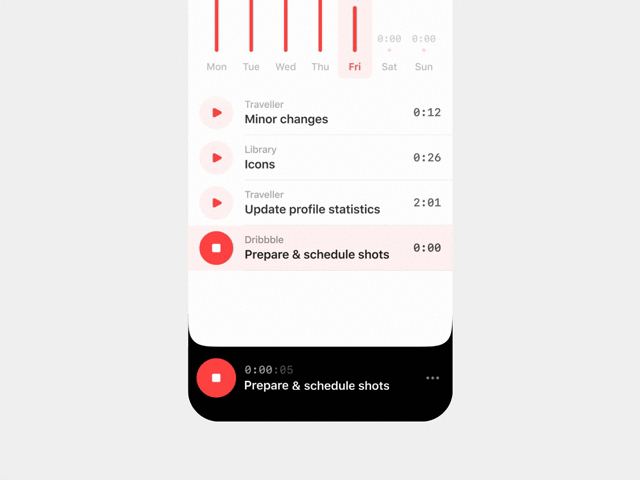 0:00 0:00
Mon Tue Wed Thu Fri Sat Sun
Traveller
Minor changes
0:12
Library
Icons
0:26
Traveller
Update profile statistics
2:01
Dribbble
Prepare & schedule shots
0:00
0:00:05
Prepare & schedule shots